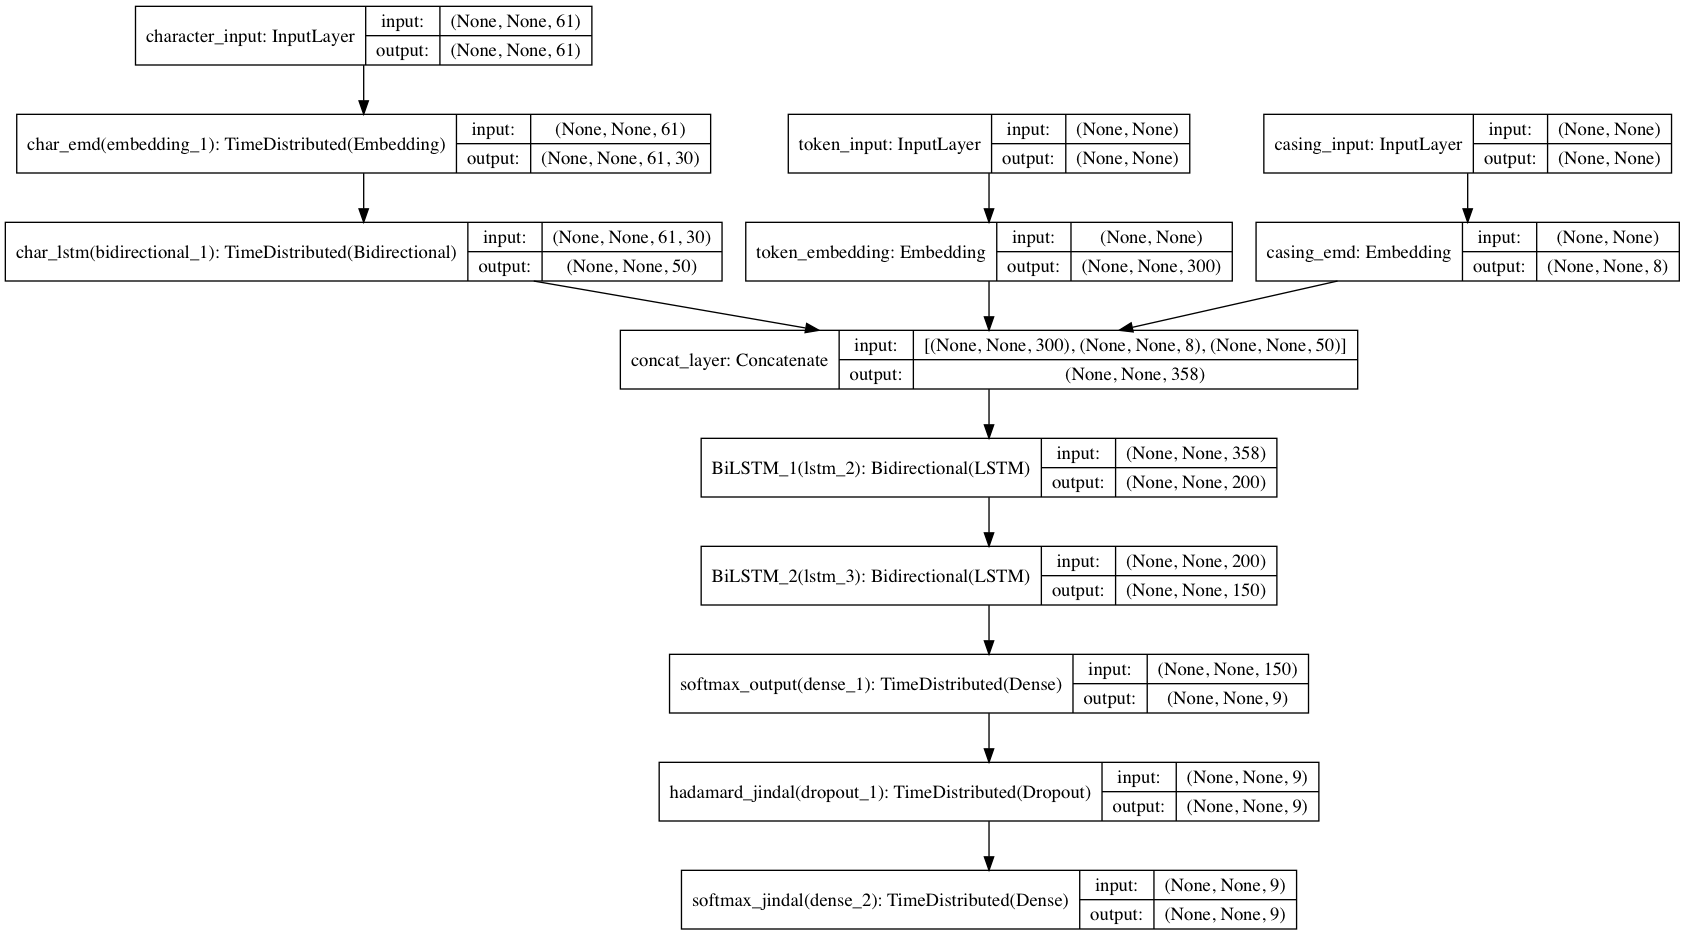 character_input: InputLayer
input:
(None, None, 61)
output:
(None, None, 61)
char_emd(embedding_1): TimeDistributed(Embedding)
input:
(None, None, 61)
output:
(None, None, 61, 30)
token_input: InputLayer
input:
(None, None)
output:
(None, None)
casing_input: InputLayer
input:
(None, None)
output:
(None, None)
char_lstm(bidirectional_1): TimeDistributed(Bidirectional)
input:
(None, None, 61, 30)
output:
(None, None, 50)
token_embedding: Embedding
input:
(None, None)
output:
(None, None, 300)
casing_emd: Embedding
input:
(None, None)
output:
(None, None, 8)
concat_layer: Concatenate
input:
[(None, None, 300), (None, None, 8), (None, None, 50)]
output:
(None, None, 358)
BiLSTM_1(lstm_2): Bidirectional(LSTM)
input:
(None, None, 358)
output:
(None, None, 200)
BiLSTM_2(lstm_3): Bidirectional(LSTM)
input:
(None, None, 200)
output:
(None, None, 150)
softmax_output(dense_1): TimeDistributed(Dense)
input:
(None, None, 150)
output:
(None, None, 9)
hadamard_jindal(dropout_1): TimeDistributed(Dropout)
input:
(None, None, 9)
output:
(None, None, 9)
softmax_jindal(dense_2): TimeDistributed(Dense)
input:
(None, None, 9)
output:
(None, None, 9)